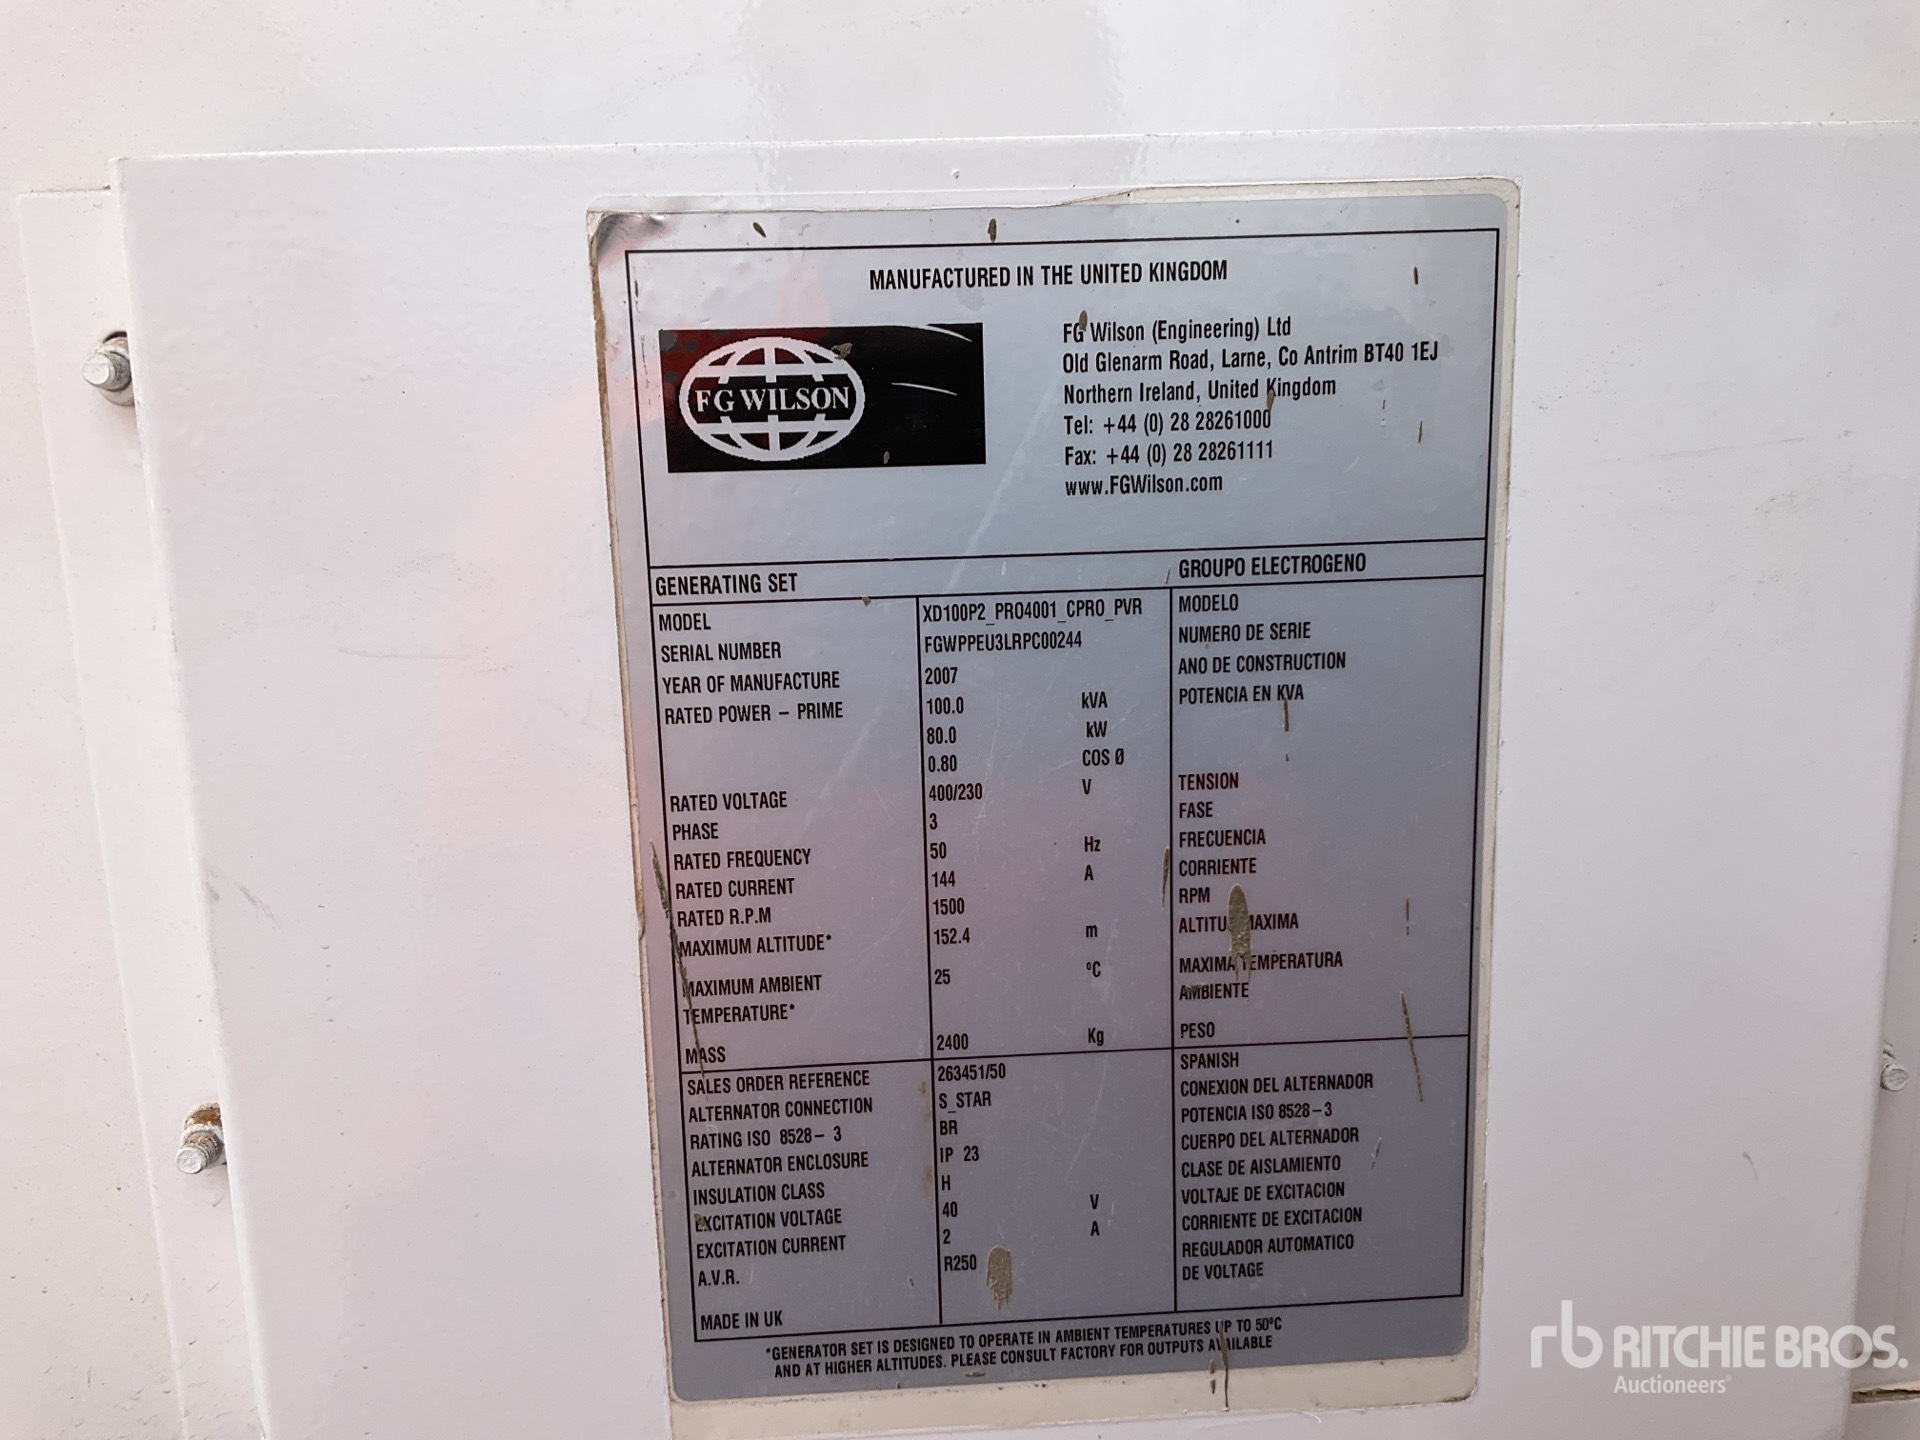 MANUFACTURED IN THE UNITED KINGDOM
FG WILSON
FG Wilson (Engineering) Ltd
Old Glenarm Road, Larne, Co Antrim BT40 1EJ
Northern Ireland, United Kingdom
Tel: +44 (0) 28 28261000
Fax: +44 (0) 28 28261111
www.FGWilson.com
GENERATING SET GROUPO ELECTROGENO
MODEL XD100P2_PRO4001_CPRO_PVR MODELO
SERIAL NUMBER FGWPPEU3LRPC00244 NUMERO DE SERIE
YEAR OF MANUFACTURE 2007 ANO DE CONSTRUCTION
RATED POWER – PRIME 100.0 kVA POTENCIA EN KVA
80.0 kW
0.80 COS Ø
RATED VOLTAGE 400/230 V TENSION
PHASE 3 FASE
RATED FREQUENCY 50 Hz FRECUENCIA
RATED CURRENT 144 A CORRIENTE
RATED R.P.M 1500 RPM
MAXIMUM ALTITUDE* 152.4 m ALTITU MAXIMA
MAXIMUM AMBIENT 25 ºC MAXIMA TEMPERATURA
TEMPERATURE* AMBIENTE
MASS 2400 Kg PESO
SALES ORDER REFERENCE 263451/50 SPANISH
ALTERNATOR CONNECTION S_STAR CONEXION DEL ALTERNADOR
RATING ISO 8528– 3 BR POTENCIA ISO 8528–3
ALTERNATOR ENCLOSURE IP 23 CUERPO DEL ALTERNADOR
INSULATION CLASS H CLASE DE AISLAMIENTO
EXCITATION VOLTAGE 40 V VOLTAJE DE EXCITACION
EXCITATION CURRENT 2 A CORRIENTE DE EXCITACION
A.V.R. R250 REGULADOR AUTOMATICO
DE VOLTAGE
MADE IN UK
*GENERATOR SET IS DESIGNED TO OPERATE IN AMBIENT TEMPERATURES UP TO 50ºC
AND AT HIGHER ALTITUDES. PLEASE CONSULT FACTORY FOR OUTPUTS AVAILABLE
rb RITCHIE BROS.
Auctioneers